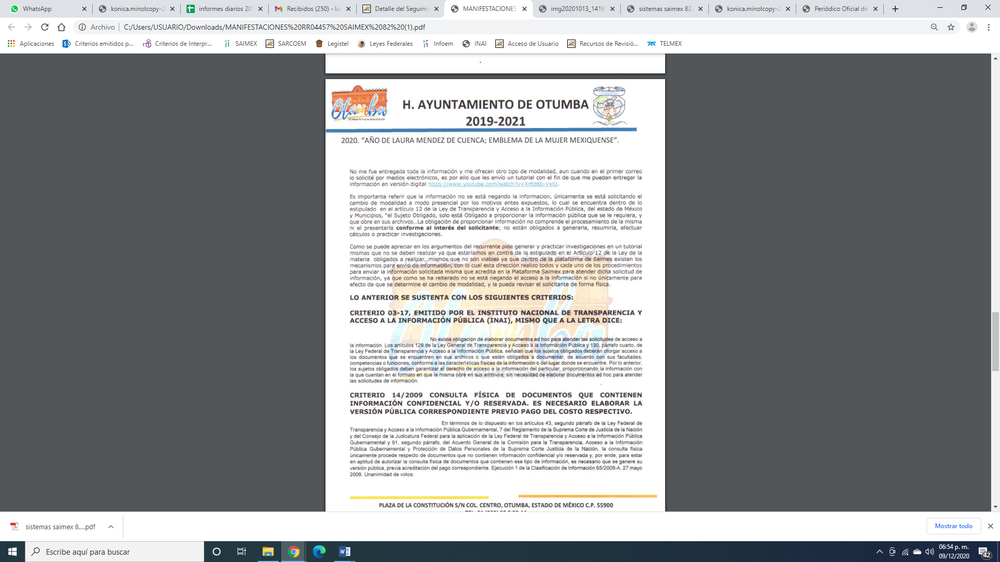 WhatsApp
konica.minolcopy-2
informes diarios 201
Recibidos (250) - lui
Detalle del Seguimie
MANIFESTACIONES
img20201013_1419
sistemas saimex 82.
konica.minolcopy-2
Periódico Oficial de
Archivo
C:/Users/USUARIO/Downloads/MANIFESTACIONES%20RR04457%20SAIMEX%2082%20(1).pdf
Aplicaciones
Criterios emitidos p...
Criterios de Interpr...
SAIMEX
SARCOEM
Legistel
Leyes Federales
Infoem
INAI
Acceso de Usuario
Recursos de Revisió...
TELMEX
Otumba
DE FRENTE Y CON RESULTADOS
H. AYUNTAMIENTO DE OTUMBA
2019-2021
2020. “AÑO DE LAURA MENDEZ DE CUENCA; EMBLEMA DE LA MUJER MEXIQUENSE”.
No me fue entregada toda la información y me ofrecen otro tipo de modalidad, aun cuando en el primer correo
lo solicité por medios electrónicos, es por ello que les envío un tutorial con el fin de que me puedan entregar la
información en versión digital https://www.youtube.com/watch?v=XrEd6b-VxlU.
Es importante referir que la información no se está negando la informacion, únicamente se está solicitando el
cambio de modalidad a modo presencial por los motivos antes expuestos, lo cual se encuentra dentro de lo
estipulado en el artículo 12 de la Ley de Transparencia y Acceso a la Información Pública, del estado de México
y Municipios, “el Sujeto Obligado, solo está Obligado a proporcionar la información pública que se le requiera, y
que obre en sus archivos...La obligación de proporcionar información no comprende el procesamiento de la misma
ni el presentarla conforme al interés del solicitante; no están obligados a generarla, resumirla, efectuar
cálculos o practicar investigaciones.
Como se puede apreciar en los argumentos del recurrente pide generar y practicar investigaciones en un tutorial
mismas que no se deben realizar ya que estaríamos en contra de lo estipulado en el Artículo 12 de la Ley de la
materia obligados a realizar, mismos que no son viables ya que dentro de la plataforma de Saimex existen los
mecanismos para envió de información, con lo cual esta dirección realizo todos y cada uno de los procedimientos
para enviar la información solicitada misma que acredita en la Plataforma Saimex para atender dicha solicitud de
información, ya que como se ha reiterado no se está negando el acceso a la información si no únicamente para
efecto de que se determine el cambio de modalidad, y la pueda revisar el solicitante de forma física.
LO ANTERIOR SE SUSTENTA CON LOS SIGUIENTES CRITERIOS:
CRITERIO 03-17, EMITIDO POR EL INSTITUTO NACIONAL DE TRANSPARENCIA Y
ACCESO A LA INFORMACIÓN PÚBLICA (INAI), MISMO QUE A LA LETRA DICE:
No existe obligación de elaborar documentos ad hoc para atender las solicitudes de acceso a
la información. Los artículos 129 de la Ley General de Transparencia y Acceso a la Información Pública y 130, párrafo cuarto, de
la Ley Federal de Transparencia y Acceso a la Información Pública, señalan que los sujetos obligados deberán otorgar acceso a
los documentos que se encuentren en sus archivos o que estén obligados a documentar, de acuerdo con sus facultades,
competencias o funciones, conforme a las características físicas de la información o del lugar donde se encuentre. Por lo anterior,
los sujetos obligados deben garantizar el derecho de acceso a la información del particular, proporcionando la información con
la que cuentan en el formato en que la misma obre en sus archivos; sin necesidad de elaborar documentos ad hoc para atender
las solicitudes de información.
CRITERIO 14/2009 CONSULTA FÍSICA DE DOCUMENTOS QUE CONTIENEN
INFORMACIÓN CONFIDENCIAL Y/O RESERVADA. ES NECESARIO ELABORAR LA
VERSIÓN PÚBLICA CORRESPONDIENTE PREVIO PAGO DEL COSTO RESPECTIVO.
En términos de lo dispuesto en los artículos 43, segundo párrafo de la Ley Federal de
Transparencia y Acceso a la Información Pública Gubernamental, 7 del Reglamento de la Suprema Corte de Justicia de la Nación
y del Consejo de la Judicatura Federal para la aplicación de la Ley Federal de Transparencia y Acceso a la Información Pública
Gubernamental y 91, segundo párrafo, del Acuerdo General de la Comisión para la Transparencia, Acceso a la Información
Pública Gubernamental y Protección de Datos Personales de la Suprema Corte Justicia de la Nación, la consulta física
únicamente procede respecto de documentos que no contienen información confidencial y/o reservada y, por ende, para estar
en aptitud de autorizar la consulta física de documentos que contienen ese tipo de información, es necesario que se genere su
versión pública, previa acreditación del pago correspondiente. Ejecución 1 de la Clasificación de Información 65/2008-A. 27 mayo
2009. Unanimidad de votos.
PLAZA DE LA CONSTITUCIÓN S/N COL. CENTRO, OTUMBA, ESTADO DE MÉXICO C.P. 55900
sistemas saimex 8....pdf
Mostrar todo
Escribe aquí para buscar
06:54 p. m.
09/12/2020
42